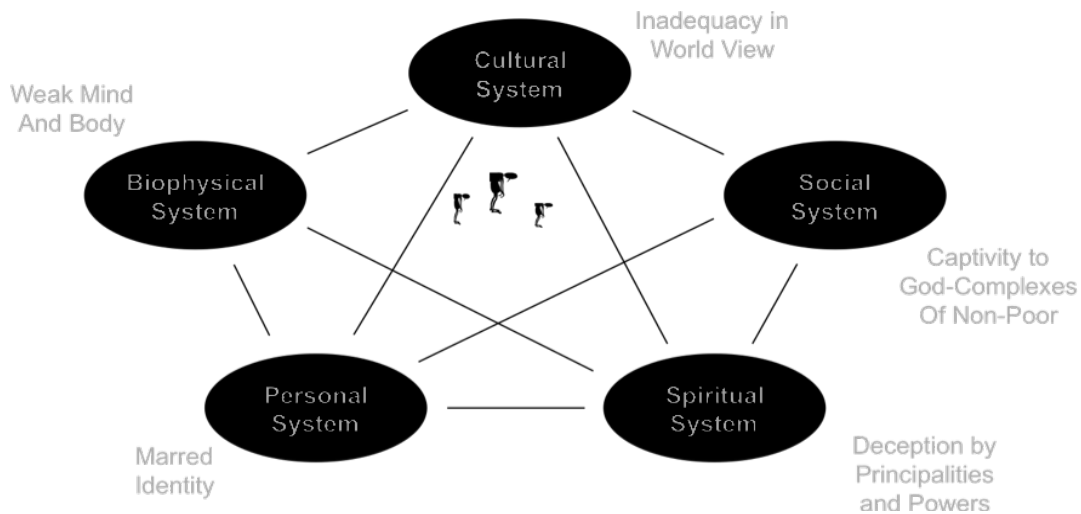 Inadequacy in
World View
Cultural
System
Weak Mind
And Body
Biophysical
System
Social
System
Captivity to
God-Complexes
Of Non-Poor
Personal
System
Spiritual
System
Marred
Identity
Deception by
Principalities
and Powers